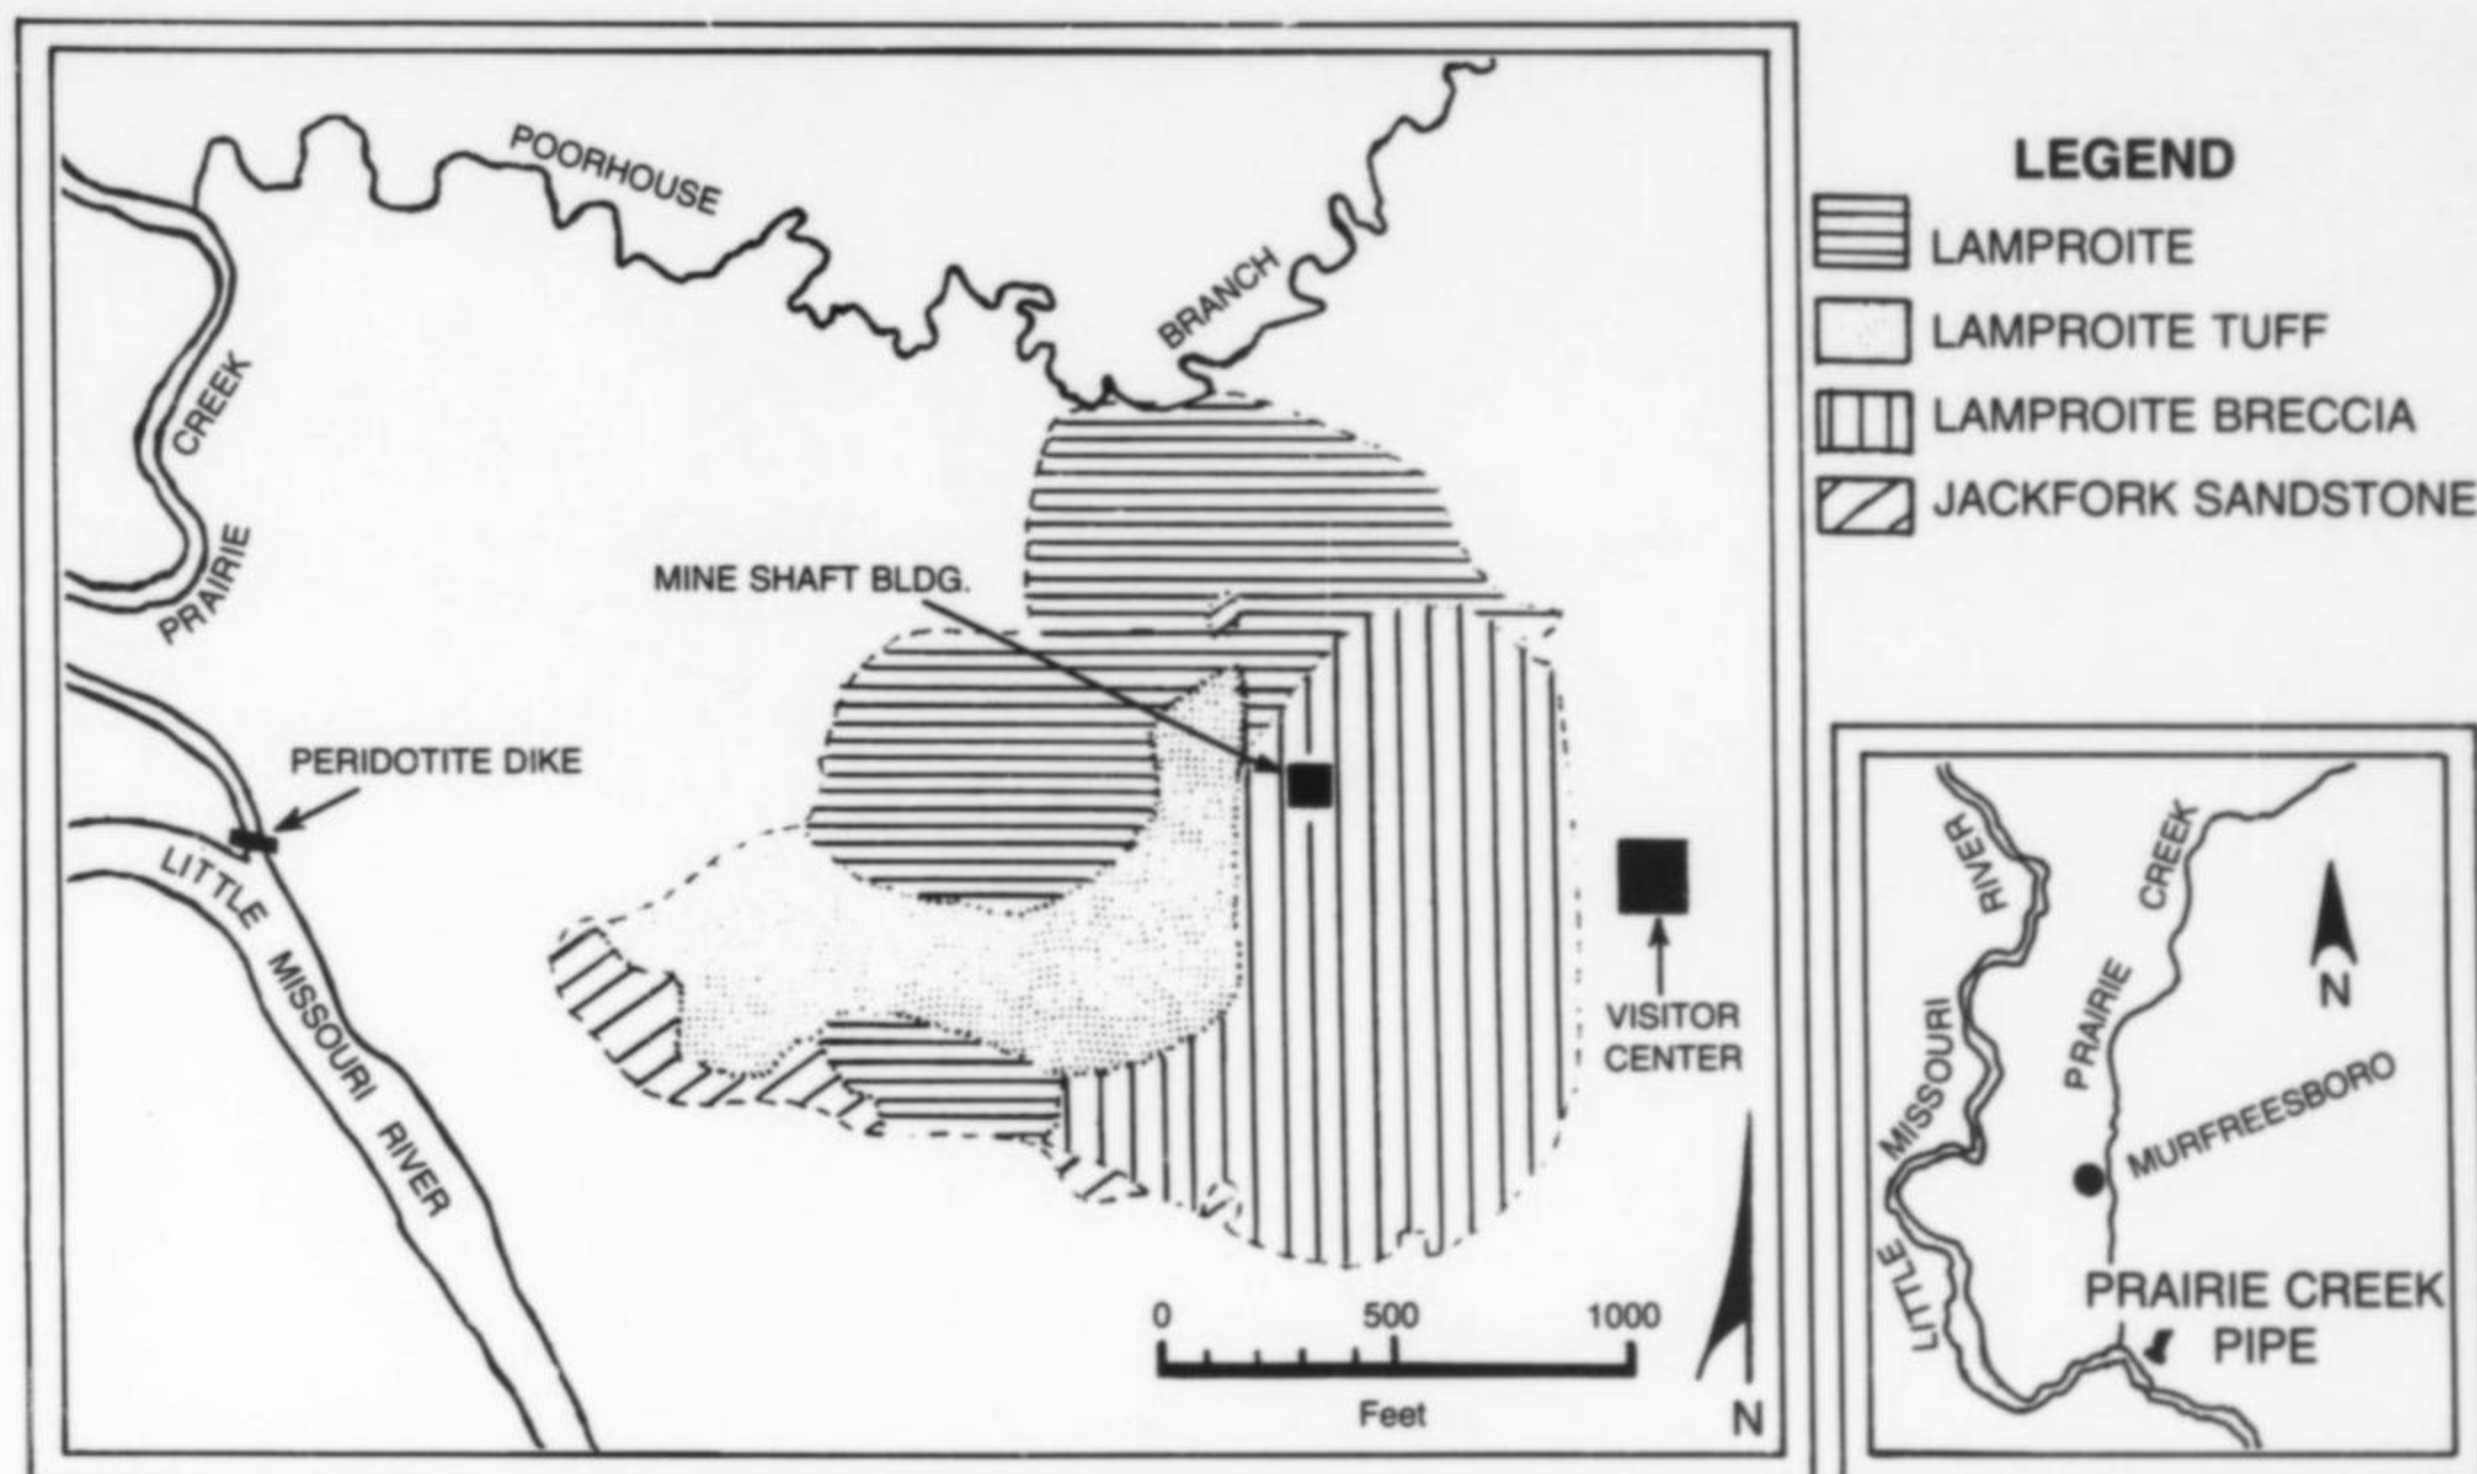 POORHOUSE
BRANCH
CREEK
PRAIRIE
MINE SHAFT BLDG.
PERIDOTITE DIKE
LITTLE MISSOURI RIVER
VISITOR
CENTER
0 500 1000
Feet
N
LEGEND
LAMPROITE
LAMPROITE TUFF
LAMPROITE BRECCIA
JACKFORK SANDSTONE
RIVER
MISSOURI
LITTLE
CREEK
PRAIRIE
N
MURFREESBORO
PRAIRIE CREEK
PIPE